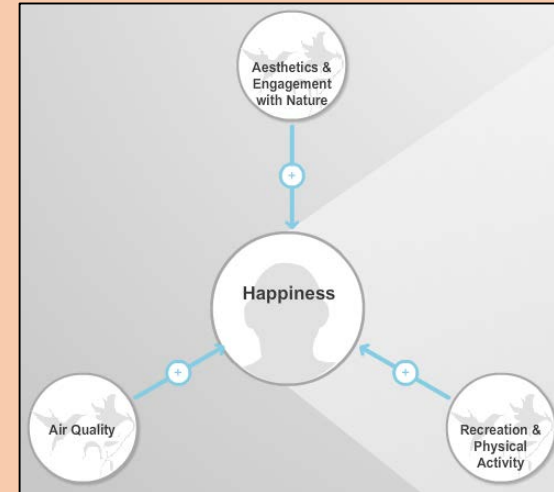 Aesthetics &
Engagement
with Nature
+
Happiness
+
+
Air Quality
Recreation &
Physical
Activity